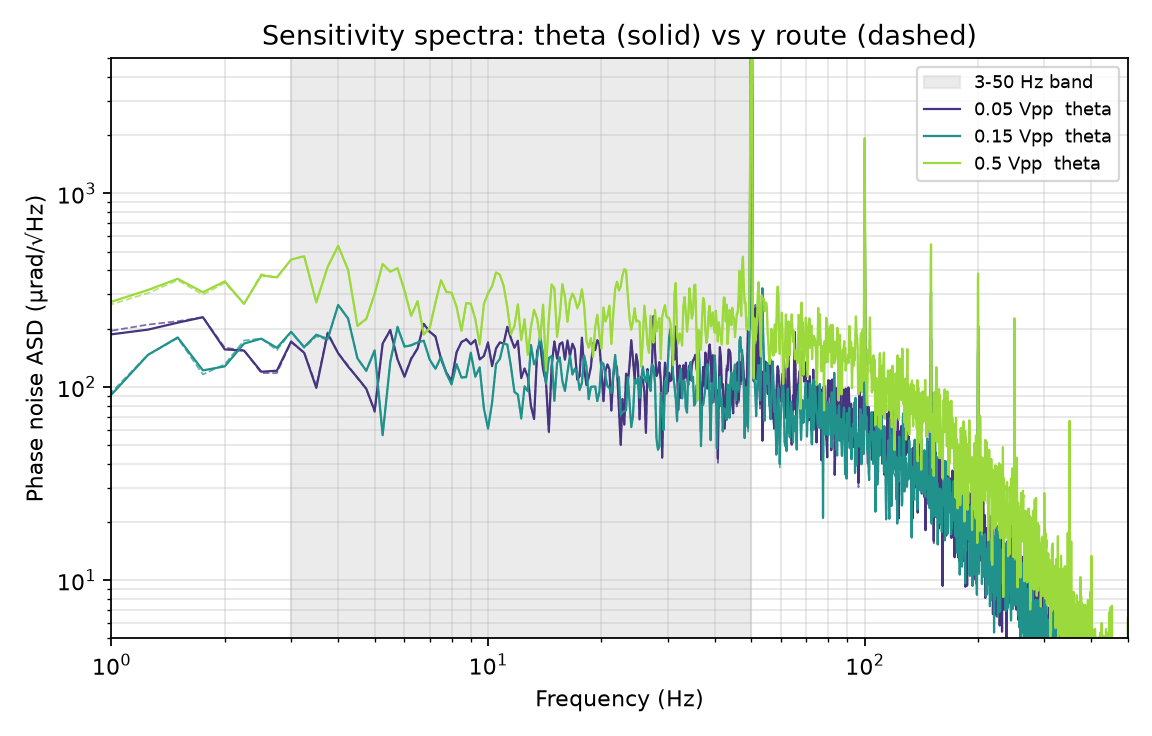 Sensitivity spectra: theta (solid) vs y route (dashed)
3-50 Hz band
0.05 Vpp  theta
0.15 Vpp  theta
0.5 Vpp  theta
Phase noise ASD (μrad/√Hz)
10³
10²
10¹
10⁰
10¹
10²
Frequency (Hz)